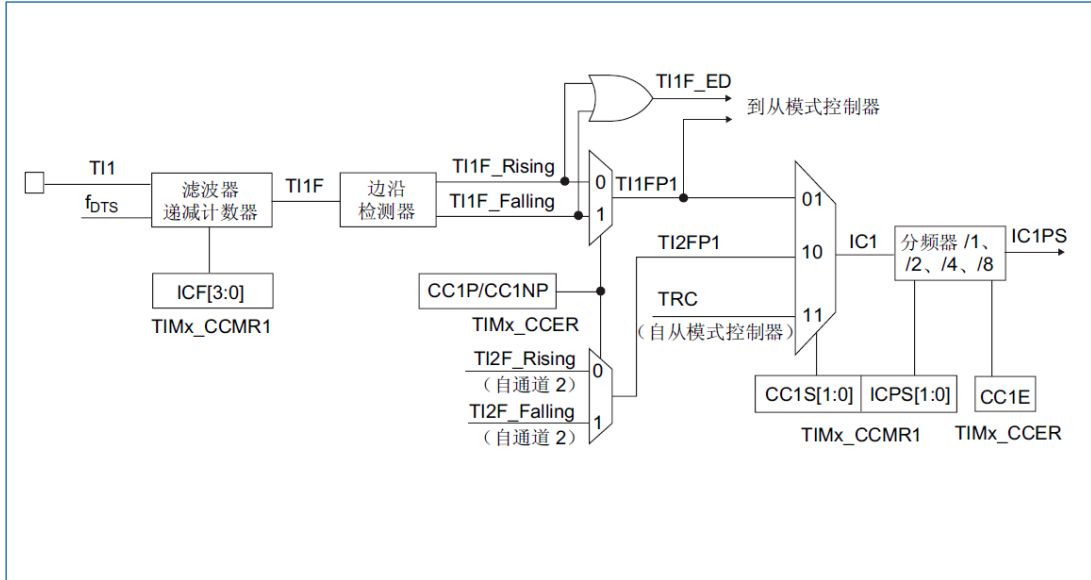 TI1F_ED
到从模式控制器
TI1
fDTS
滤波器
递减计数器
TI1F
边沿
检测器
TI1F_Rising
TI1F_Falling
0
1
TI1FP1
TI2FP1
TRC
（自从模式控制器）
01
10
11
IC1
分频器 /1、
/2、/4、/8
IC1PS
ICF[3:0]
TIMx_CCMR1
CC1P/CC1NP
TIMx_CCER
TI2F_Rising
（自通道 2）
TI2F_Falling
（自通道 2）
0
1
CC1S[1:0]
ICPS[1:0]
CC1E
TIMx_CCMR1
TIMx_CCER